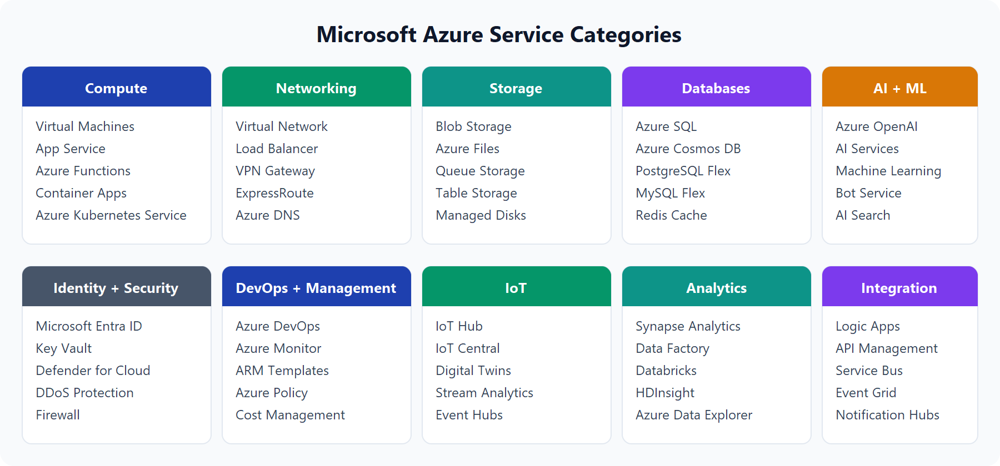 Microsoft Azure Service Categories
Compute
Virtual Machines
App Service
Azure Functions
Container Apps
Azure Kubernetes Service
Networking
Virtual Network
Load Balancer
VPN Gateway
ExpressRoute
Azure DNS
Storage
Blob Storage
Azure Files
Queue Storage
Table Storage
Managed Disks
Databases
Azure SQL
Azure Cosmos DB
PostgreSQL Flex
MySQL Flex
Redis Cache
AI + ML
Azure OpenAI
AI Services
Machine Learning
Bot Service
AI Search
Identity + Security
Microsoft Entra ID
Key Vault
Defender for Cloud
DDoS Protection
Firewall
DevOps + Management
Azure DevOps
Azure Monitor
ARM Templates
Azure Policy
Cost Management
IoT
IoT Hub
IoT Central
Digital Twins
Stream Analytics
Event Hubs
Analytics
Synapse Analytics
Data Factory
Databricks
HDInsight
Azure Data Explorer
Integration
Logic Apps
API Management
Service Bus
Event Grid
Notification Hubs